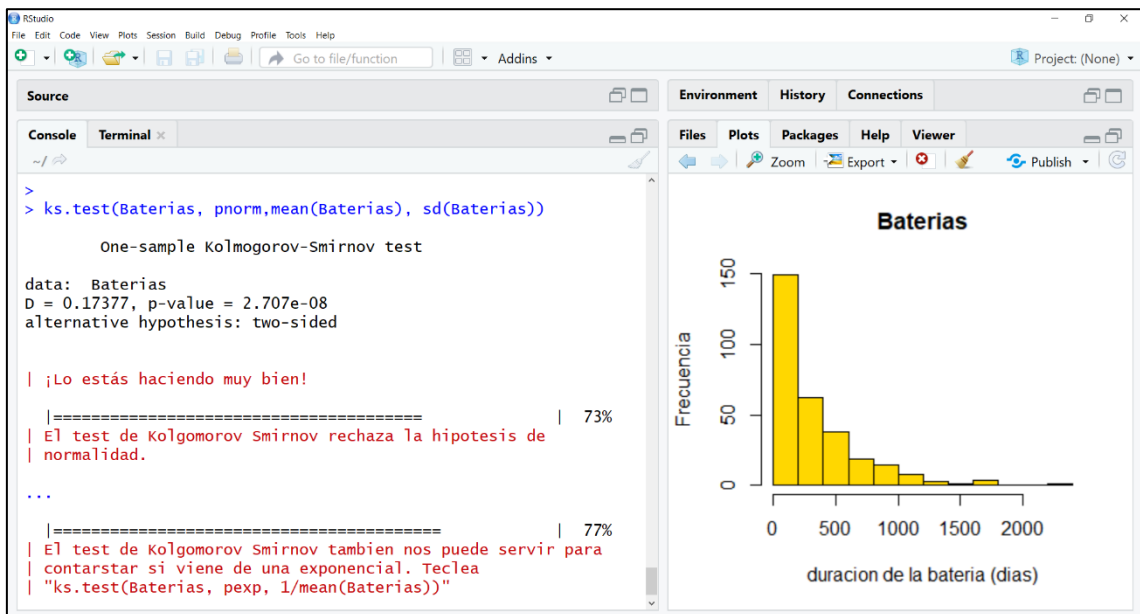 RStudio
File Edit Code View Plots Session Build Debug Profile Tools Help
Go to file/function Addins Project: (None)
Source
Console Terminal
~/
>
> ks.test(Baterias, pnorm,mean(Baterias), sd(Baterias))
One-sample Kolmogorov-Smirnov test
data: Baterias
D = 0.17377, p-value = 2.707e-08
alternative hypothesis: two-sided
| ¡Lo estás haciendo muy bien!
|======================================= | 73%
| El test de Kolgomorov Smirnov rechaza la hipotesis de
| normalidad.
...
|========================================= | 77%
| El test de Kolgomorov Smirnov tambien nos puede servir para
| contarstar si viene de una exponencial. Teclea
| "ks.test(Baterias, pexp, 1/mean(Baterias))"
Environment History Connections
Files Plots Packages Help Viewer
Zoom Export Publish
Baterias
Frecuencia
150
100
50
0
0 500 1000 1500 2000
duracion de la bateria (dias)